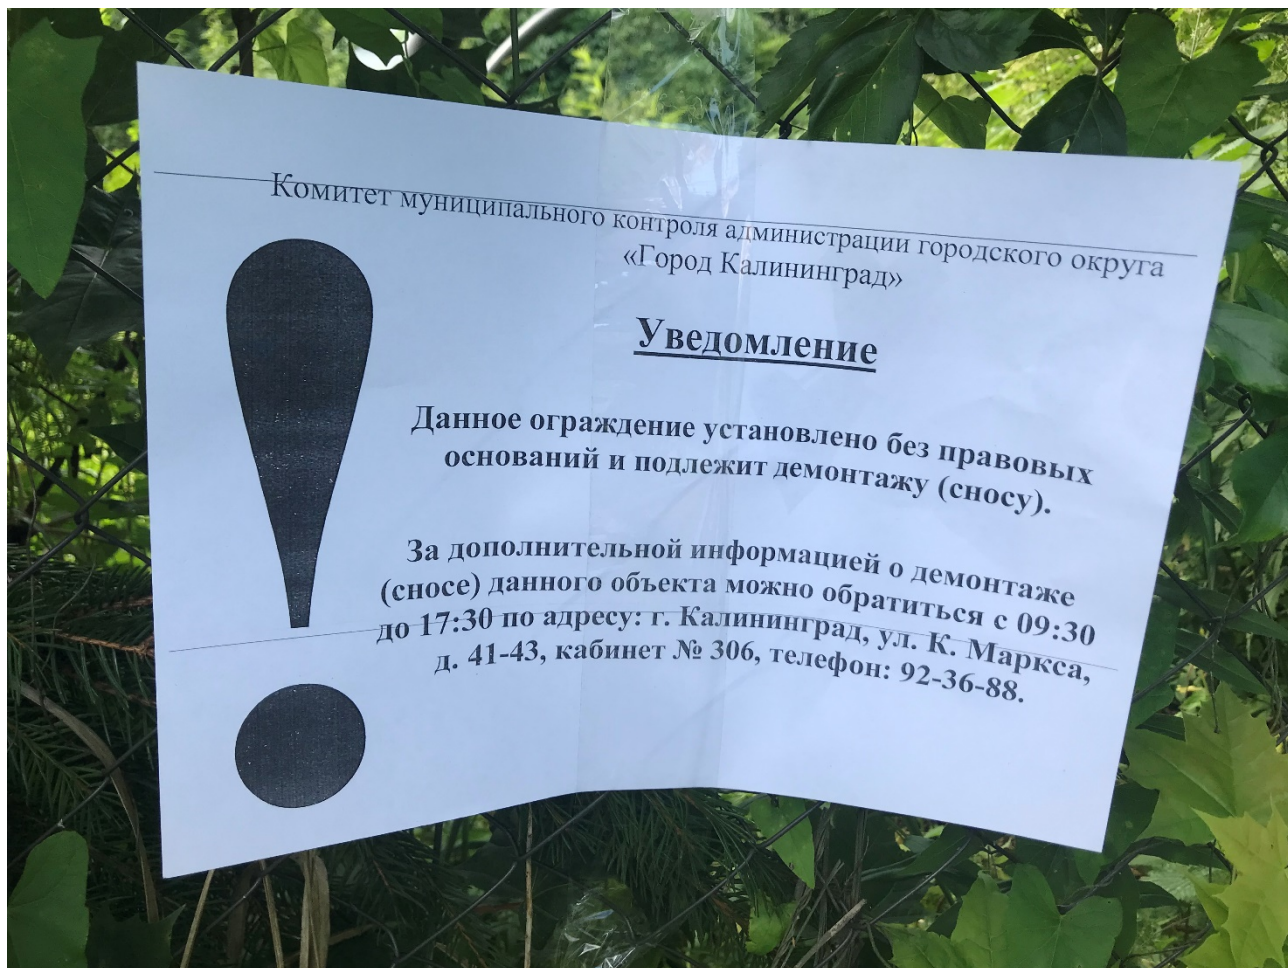 Комитет муниципального контроля администрации городского округа
«Город Калининград»
Уведомление
Данное ограждение установлено без правовых
оснований и подлежит демонтажу (сносу).
За дополнительной информацией о демонтаже
(сносе) данного объекта можно обратиться с 09:30
до 17:30 по адресу: г. Калининград, ул. К. Маркса,
д. 41-43, кабинет № 306, телефон: 92-36-88.